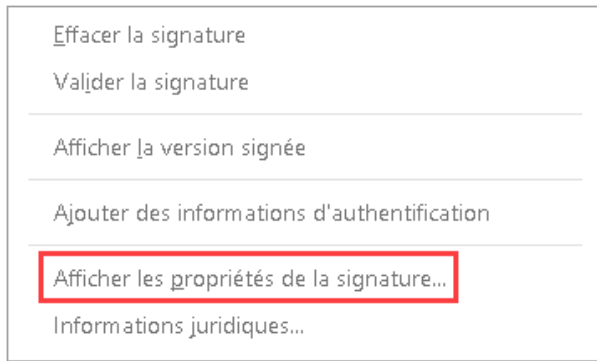 Effacer la signature
Valider la signature
Afficher la version signée
Ajouter des informations d'authentification
Afficher les propriétés de la signature...
Informations juridiques...